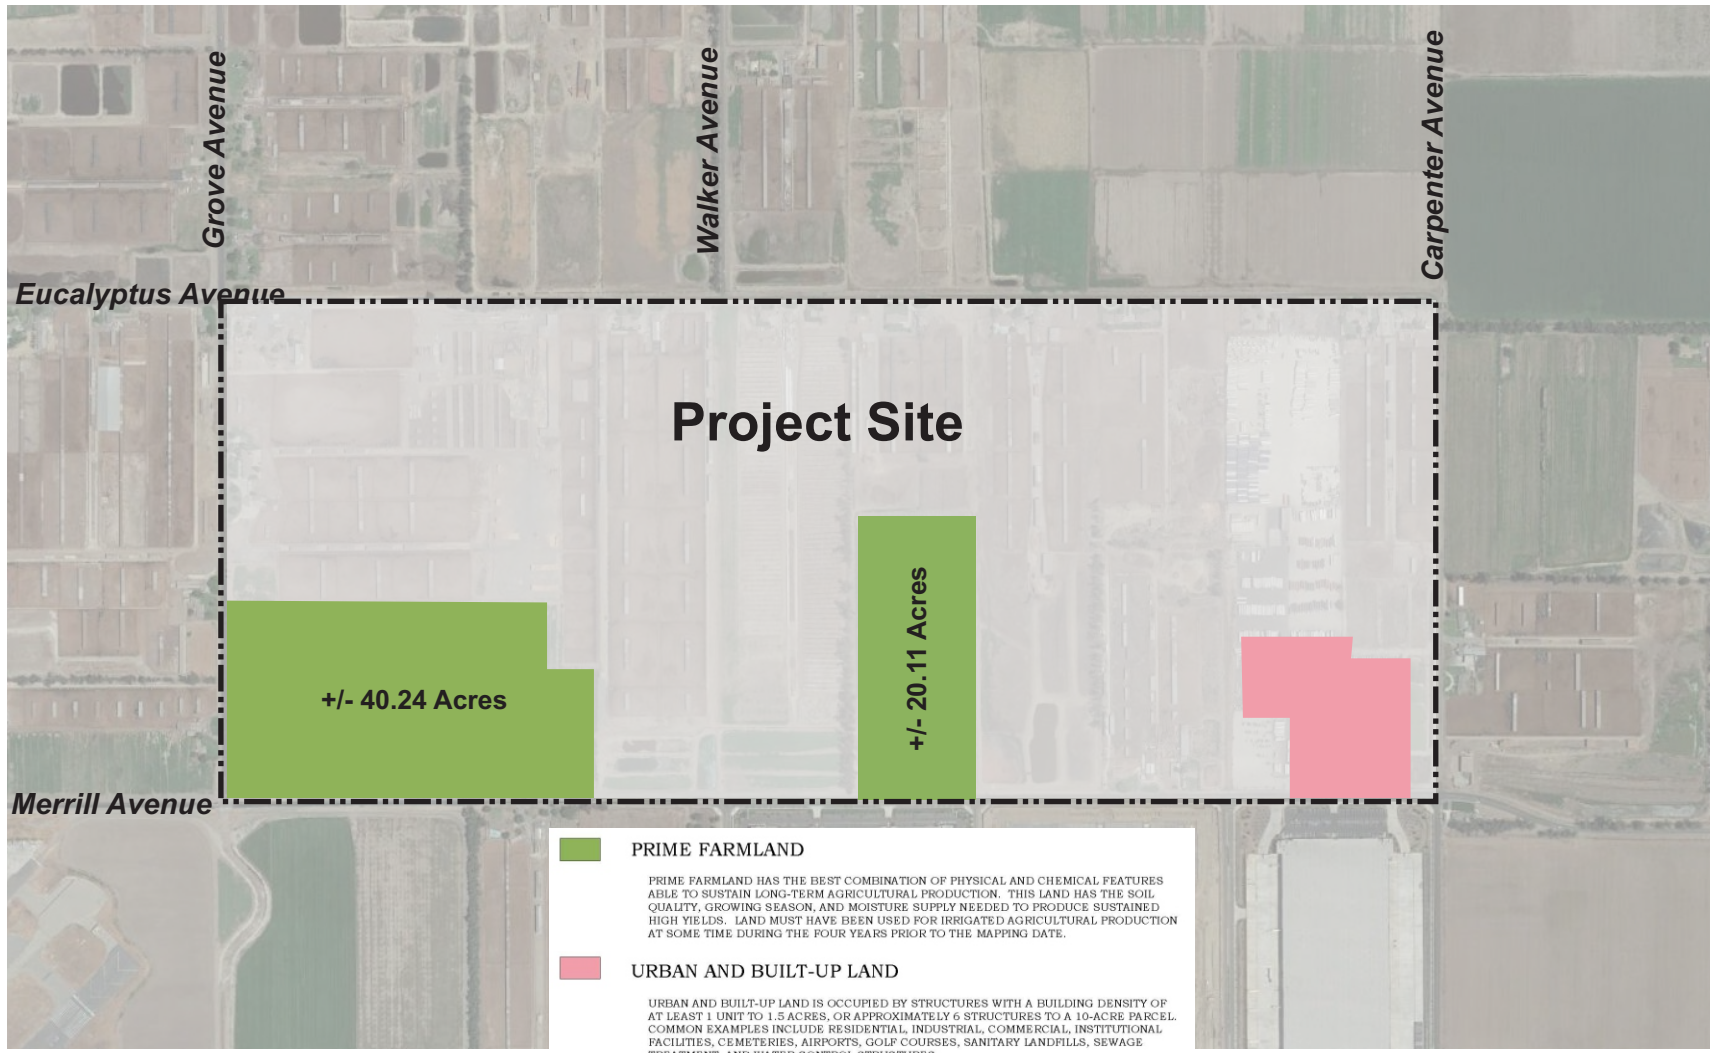 Grove Avenue
Walker Avenue
Carpenter Avenue
Eucalyptus Avenue
Project Site
+/- 40.24 Acres
+/- 20.11 Acres
Merrill Avenue
PRIME FARMLAND
PRIME FARMLAND HAS THE BEST COMBINATION OF PHYSICAL AND CHEMICAL FEATURES
ABLE TO SUSTAIN LONG-TERM AGRICULTURAL PRODUCTION. THIS LAND HAS THE SOIL
QUALITY, GROWING SEASON, AND MOISTURE SUPPLY NEEDED TO PRODUCE SUSTAINED
HIGH YIELDS. LAND MUST HAVE BEEN USED FOR IRRIGATED AGRICULTURAL PRODUCTION
AT SOME TIME DURING THE FOUR YEARS PRIOR TO THE MAPPING DATE.
URBAN AND BUILT-UP LAND
URBAN AND BUILT-UP LAND IS OCCUPIED BY STRUCTURES WITH A BUILDING DENSITY OF
AT LEAST 1 UNIT TO 1.5 ACRES, OR APPROXIMATELY 6 STRUCTURES TO A 10-ACRE PARCEL.
COMMON EXAMPLES INCLUDE RESIDENTIAL, INDUSTRIAL, COMMERCIAL, INSTITUTIONAL
FACILITIES, CEMETERIES, AIRPORTS, GOLF COURSES, SANITARY LANDFILLS, SEWAGE
TREATMENT, AND WATER CONTROL STRUCTURES.